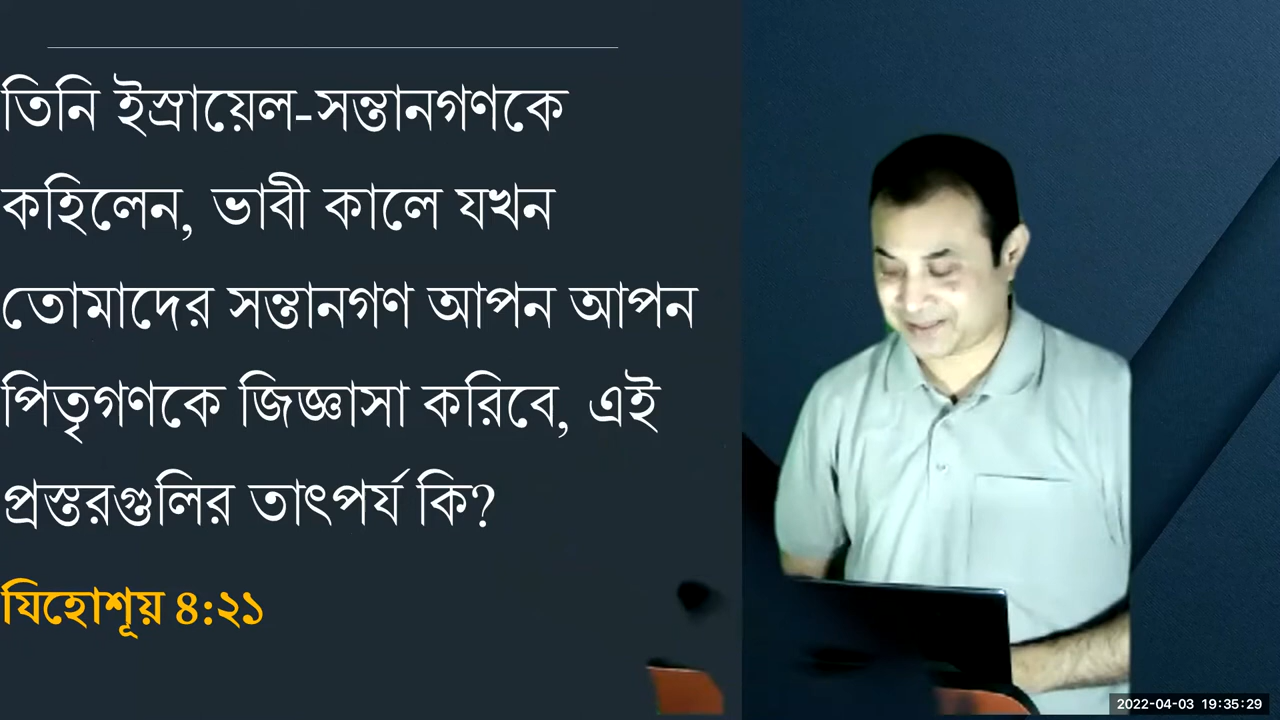 তিনি ইস্রায়েল-সন্তানগণকে
কহিলেন, ভাবী কালে যখন
তোমাদের সন্তানগণ আপন আপন
পিতৃগণকে জিজ্ঞাসা করিবে, এই
প্রস্তরগুলির তাৎপর্য কি?
যিহোশূয় ৪:২১
2022-04-03 19:35:29